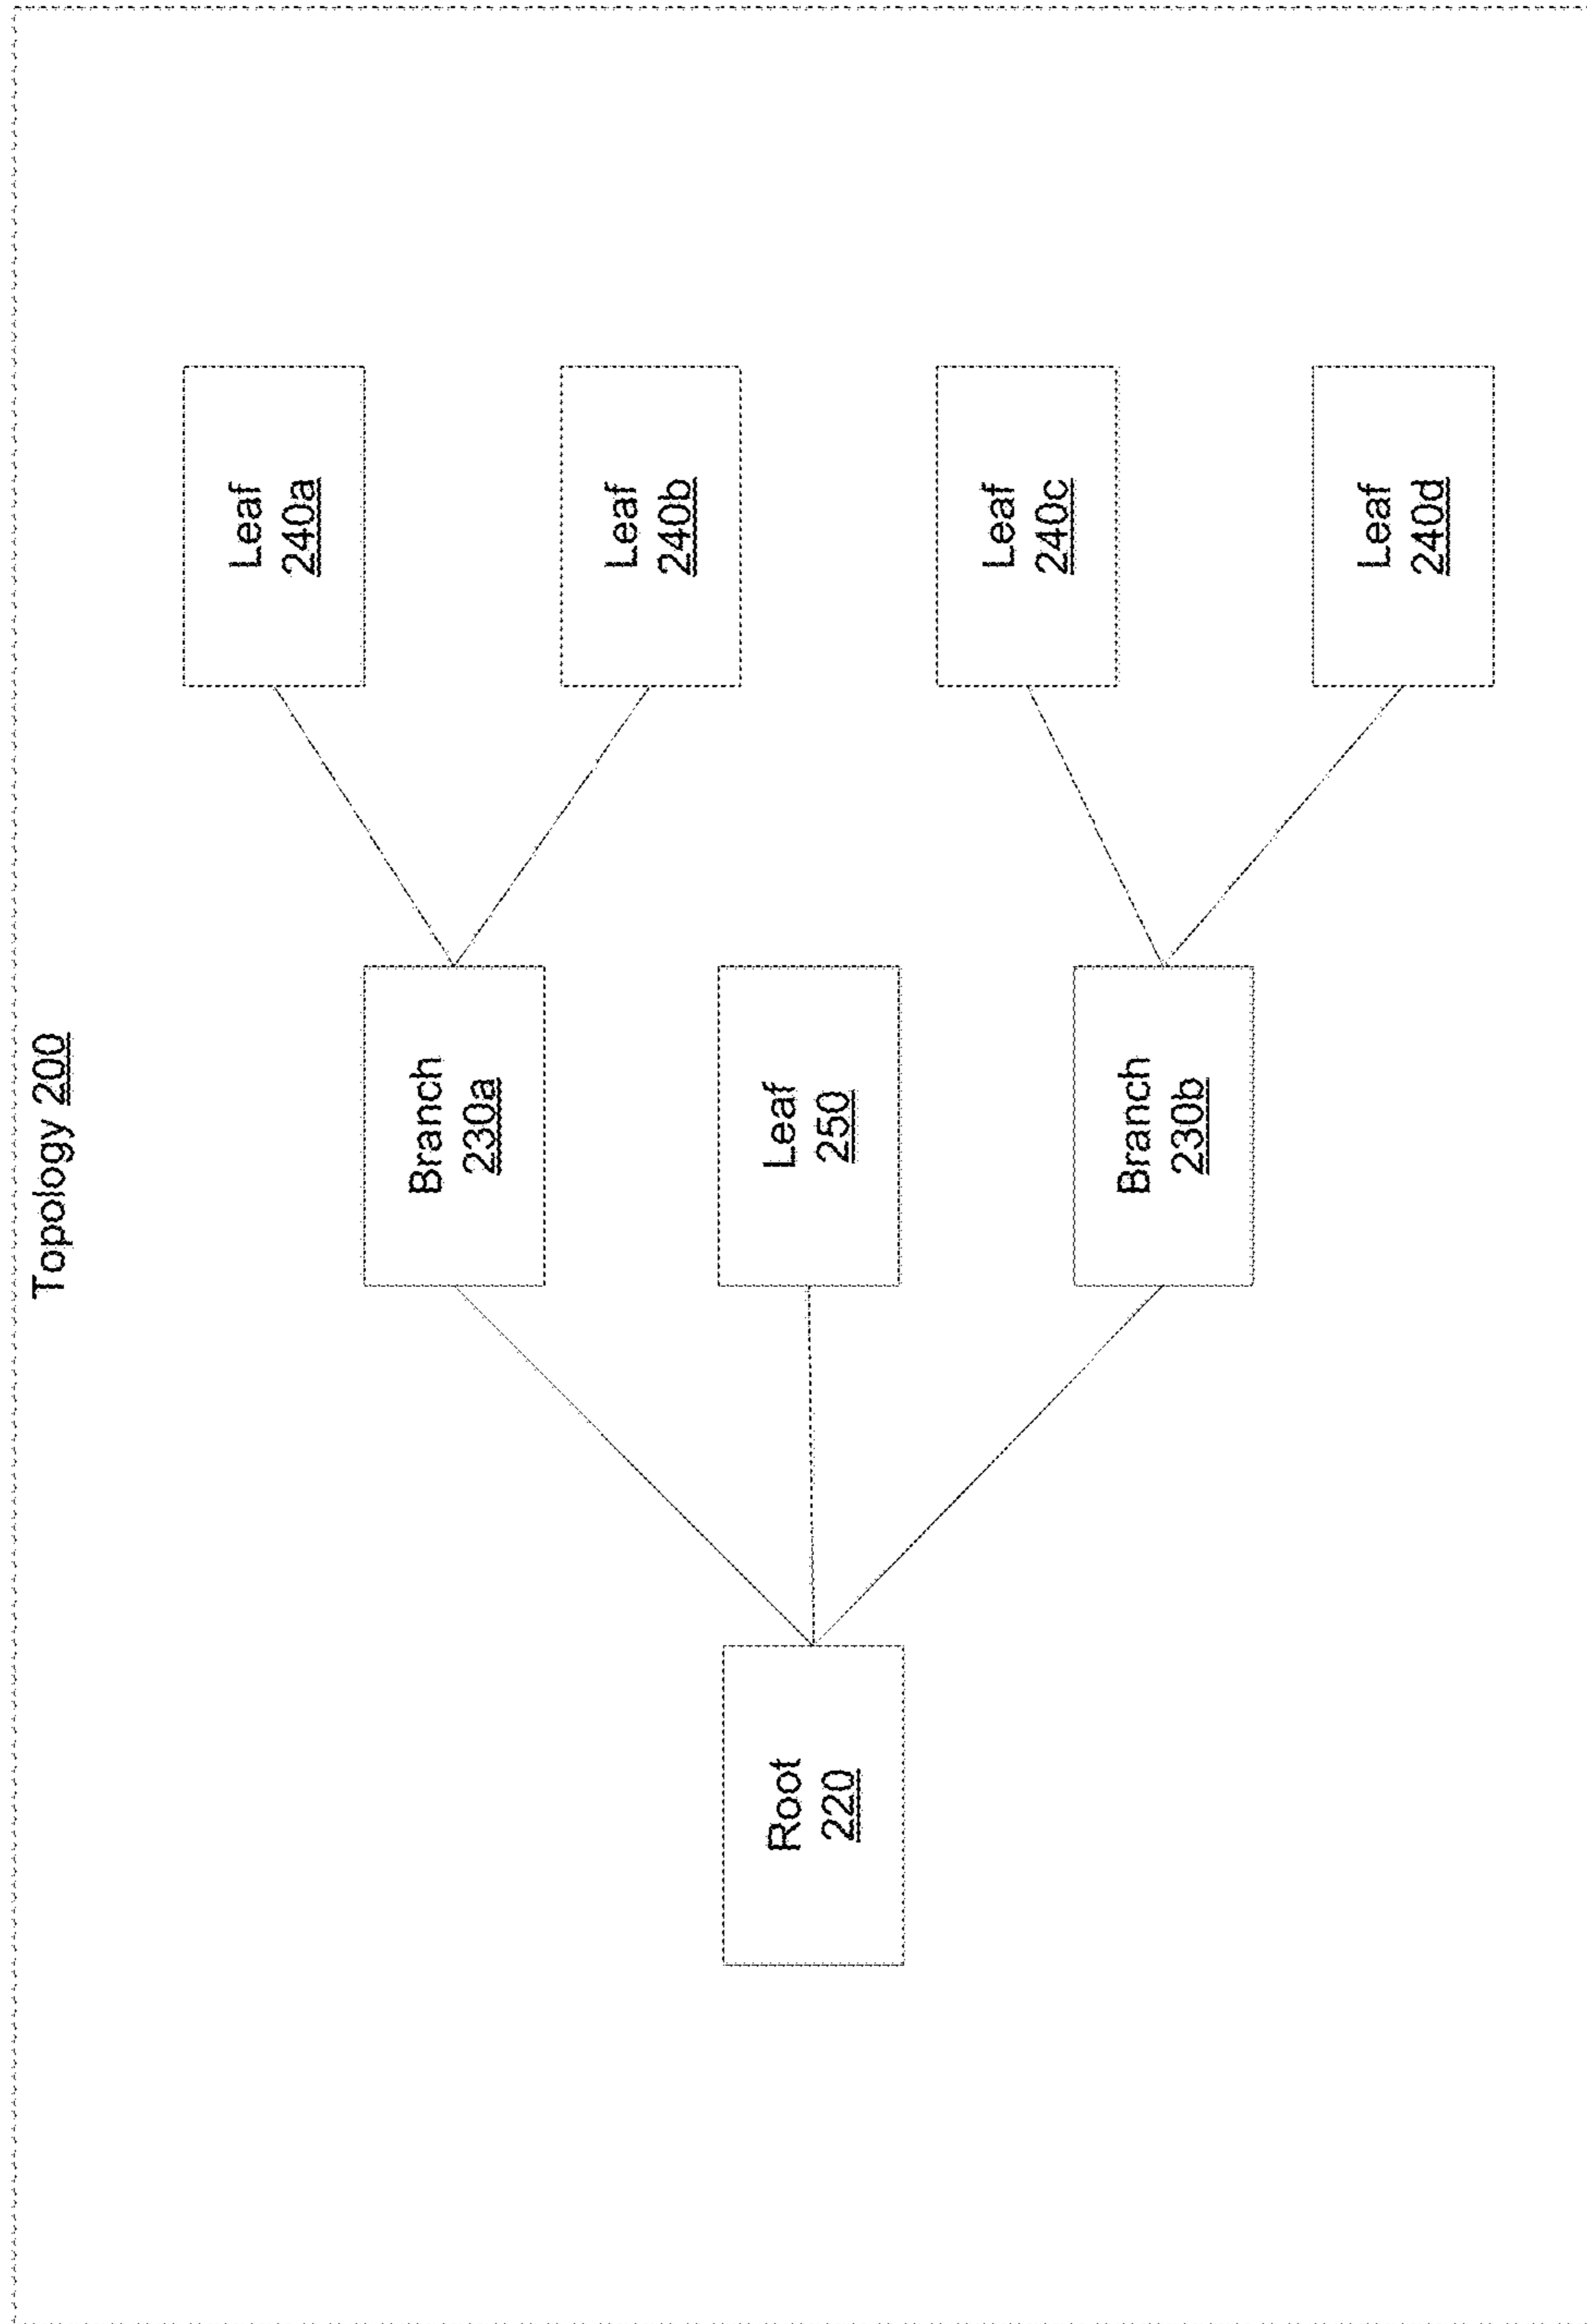 Topology 200
Leaf
240a
Leaf
240b
Leaf
240c
Leaf
240d
Branch
230a
Leaf
250
Branch
230b
Root
220